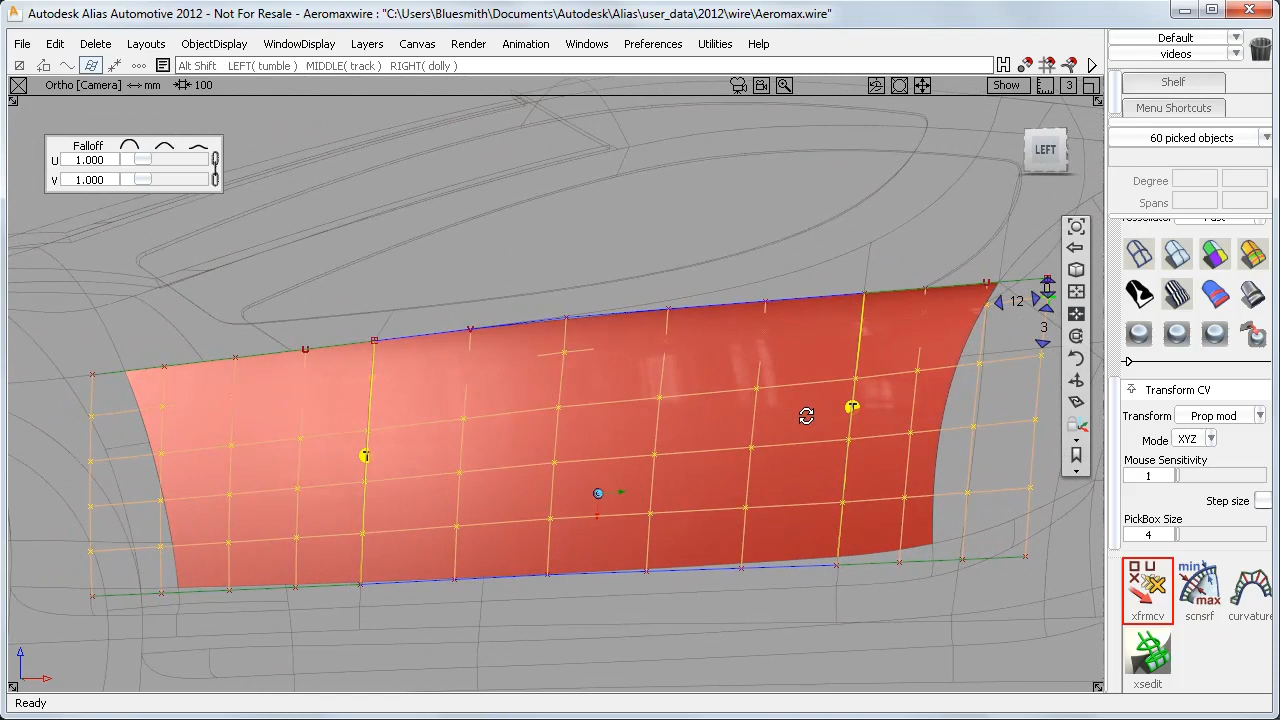 Autodesk Alias Automotive 2012 - Not For Resale - Aeromaxwire : "C:\Users\Bluesmith\Documents\Autodesk\Alias\user_data\2012\wire\Aeromax.wire"
File Edit Delete Layouts ObjectDisplay WindowDisplay Layers Canvas Render Animation Windows Preferences Utilities Help
Default
videos
Alt Shift LEFT( tumble ) MIDDLE( track ) RIGHT( dolly )
Ortho [Camera] mm 100
Show 3
Shelf
Menu Shortcuts
Falloff
U 1.000
V 1.000
LEFT
60 picked objects
Degree
Spans
U
12
V
U
3
T
T
C
Transform CV
Transform Prop mod
Mode XYZ
Mouse Sensitivity
1
Step size
PickBox Size
4
min
max
xfrmcv scnsrf curvature
xsedit
Ready